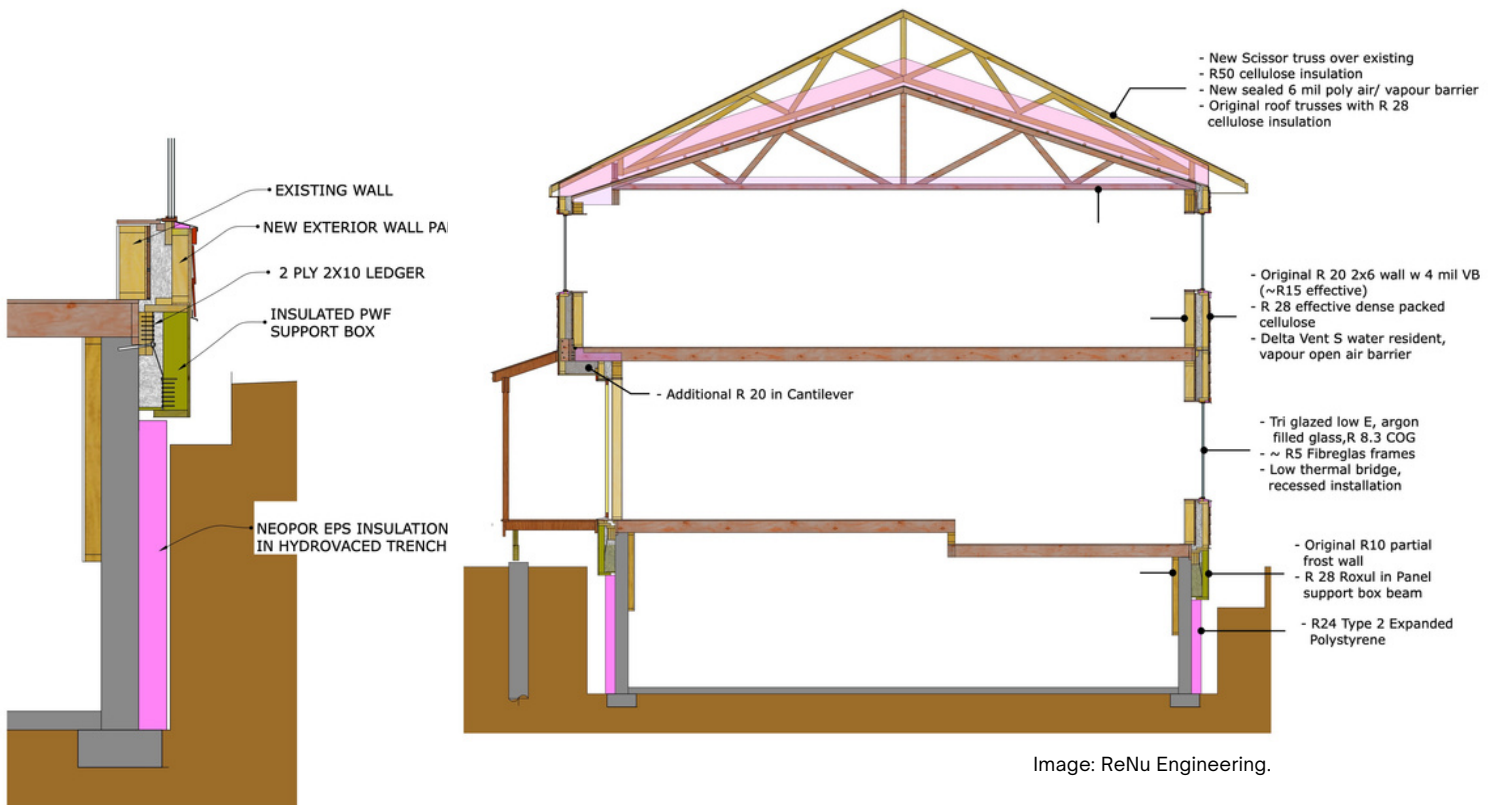 EXISTING WALL
NEW EXTERIOR WALL PA
2 PLY 2X10 LEDGER
INSULATED PWF
SUPPORT BOX
NEOPOR EPS INSULATION
IN HYDROVACED TRENCH
- New Scissor truss over existing
- R50 cellulose insulation
- New sealed 6 mil poly air/ vapour barrier
- Original roof trusses with R 28
cellulose insulation
- Original R 20 2x6 wall w 4 mil VB
(~R15 effective)
- R 28 effective dense packed
cellulose
- Delta Vent S water resident,
vapour open air barrier
- Additional R 20 in Cantilever
- Tri glazed low E, argon
filled glass,R 8.3 COG
- ~ R5 Fibreglas frames
- Low thermal bridge,
recessed installation
- Original R10 partial
frost wall
- R 28 Roxul in Panel
support box beam
- R24 Type 2 Expanded
Polystyrene
Image: ReNu Engineering.